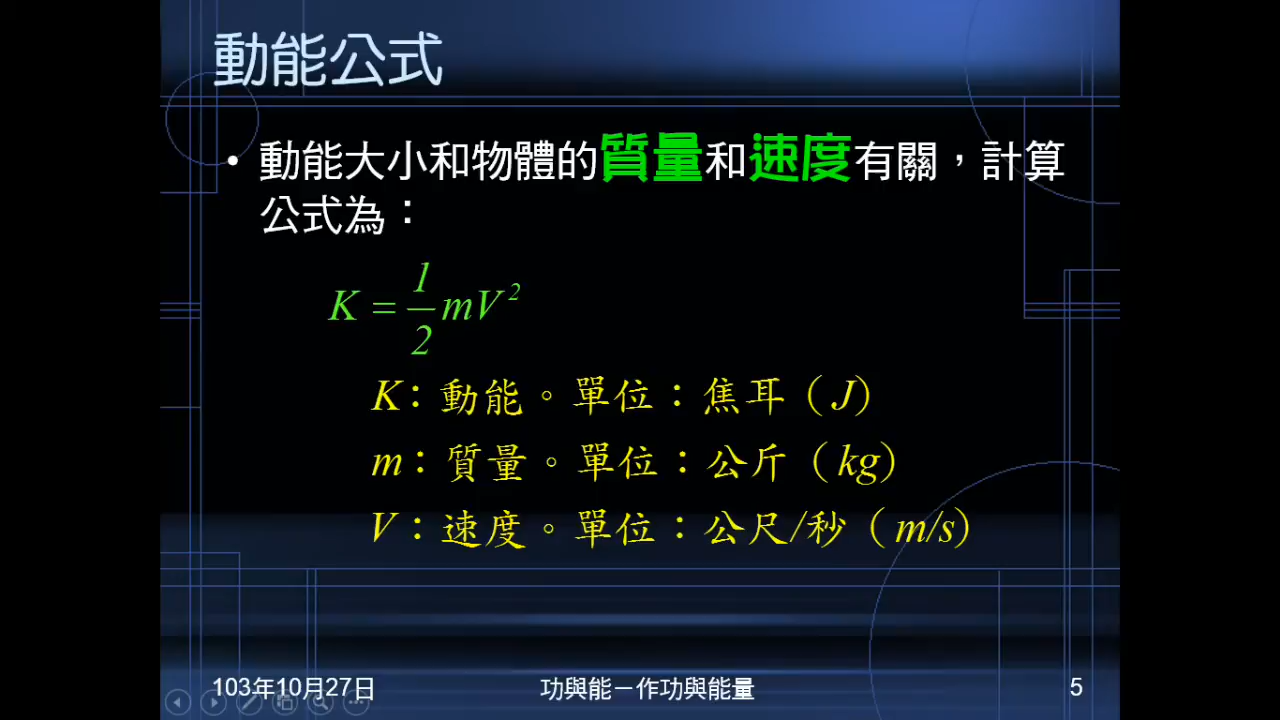 動能公式
• 動能大小和物體的質量和速度有關，計算
公式為：
K = 1/2 mV²
K：動能。單位：焦耳（J）
m：質量。單位：公斤（kg）
V：速度。單位：公尺/秒（m/s）
103年10月27日 功與能－作功與能量 5